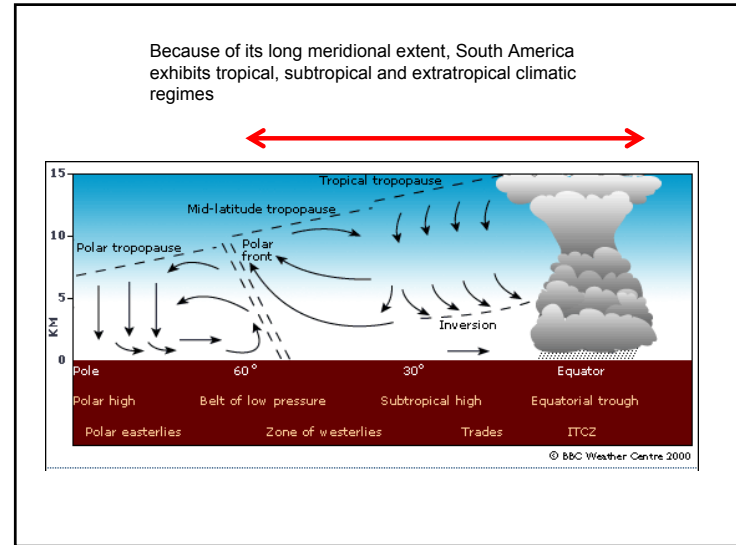 Because of its long meridional extent, South America
exhibits tropical, subtropical and extratropical climatic
regimes
15
Tropical tropopause
Mid-latitude tropopause
10
Polar tropopause
Polar
front
5
KM
Inversion
0
Pole 60° 30° Equator
Polar high Belt of low pressure Subtropical high Equatorial trough
Polar easterlies Zone of westerlies Trades ITCZ
© BBC Weather Centre 2000